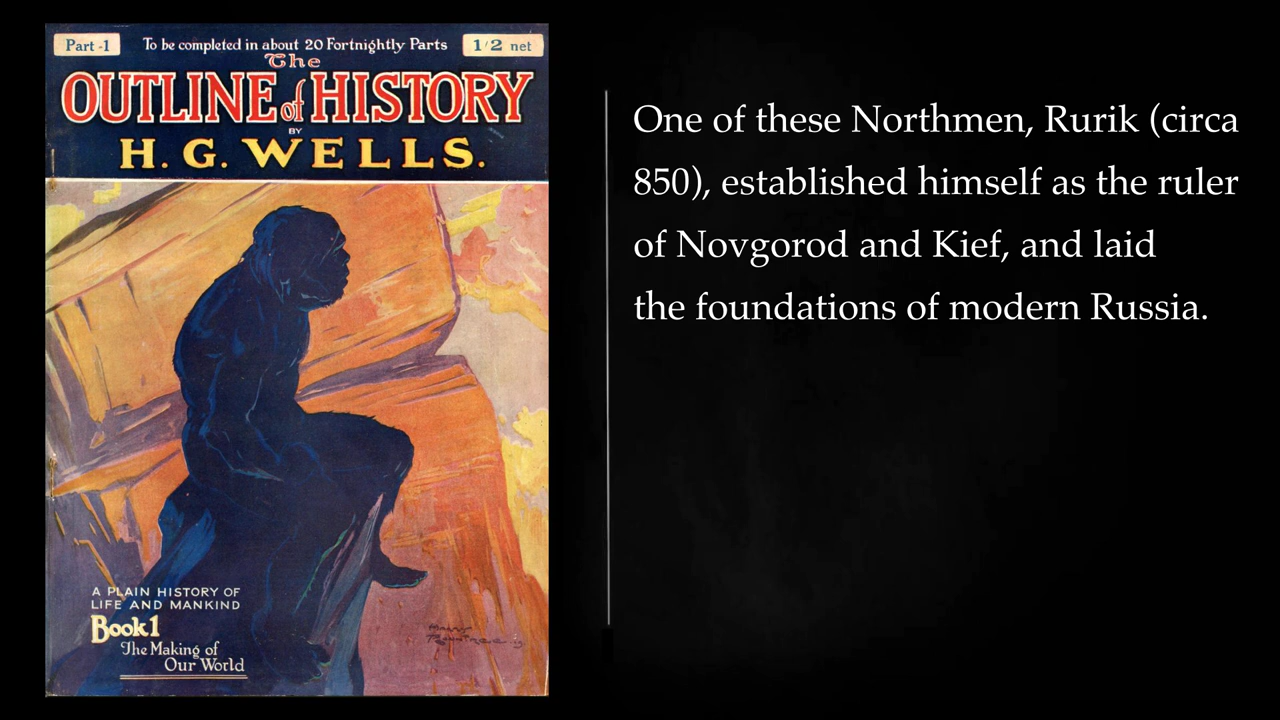 Part -1
To be completed in about 20 Fortnightly Parts
1/2 net
The
OUTLINE of HISTORY
BY
H. G. WELLS.
A PLAIN HISTORY OF
LIFE AND MANKIND
Book 1
The Making of
Our World
One of these Northmen, Rurik (circa
850), established himself as the ruler
of Novgorod and Kief, and laid
the foundations of modern Russia.